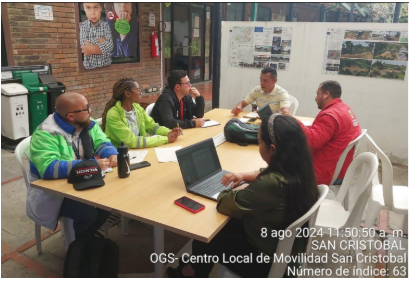 8 ago 2024 11:50:50 a. m.
SAN CRISTOBAL
OGS- Centro Local de Movilidad San Cristobal
Número de índice: 63